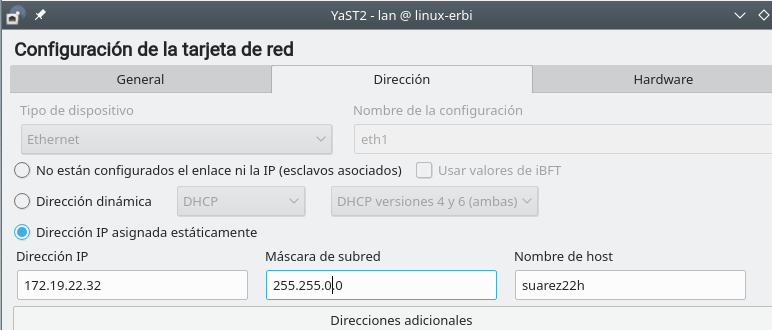 YaST2 - lan @ linux-erbi
Configuración de la tarjeta de red
General Dirección Hardware
Tipo de dispositivo Nombre de la configuración
Ethernet eth1
No están configurados el enlace ni la IP (esclavos asociados) Usar valores de iBFT
Dirección dinámica DHCP DHCP versiones 4 y 6 (ambas)
Dirección IP asignada estáticamente
Dirección IP Máscara de subred Nombre de host
172.19.22.32 255.255.0.0 suarez22h
Direcciones adicionales